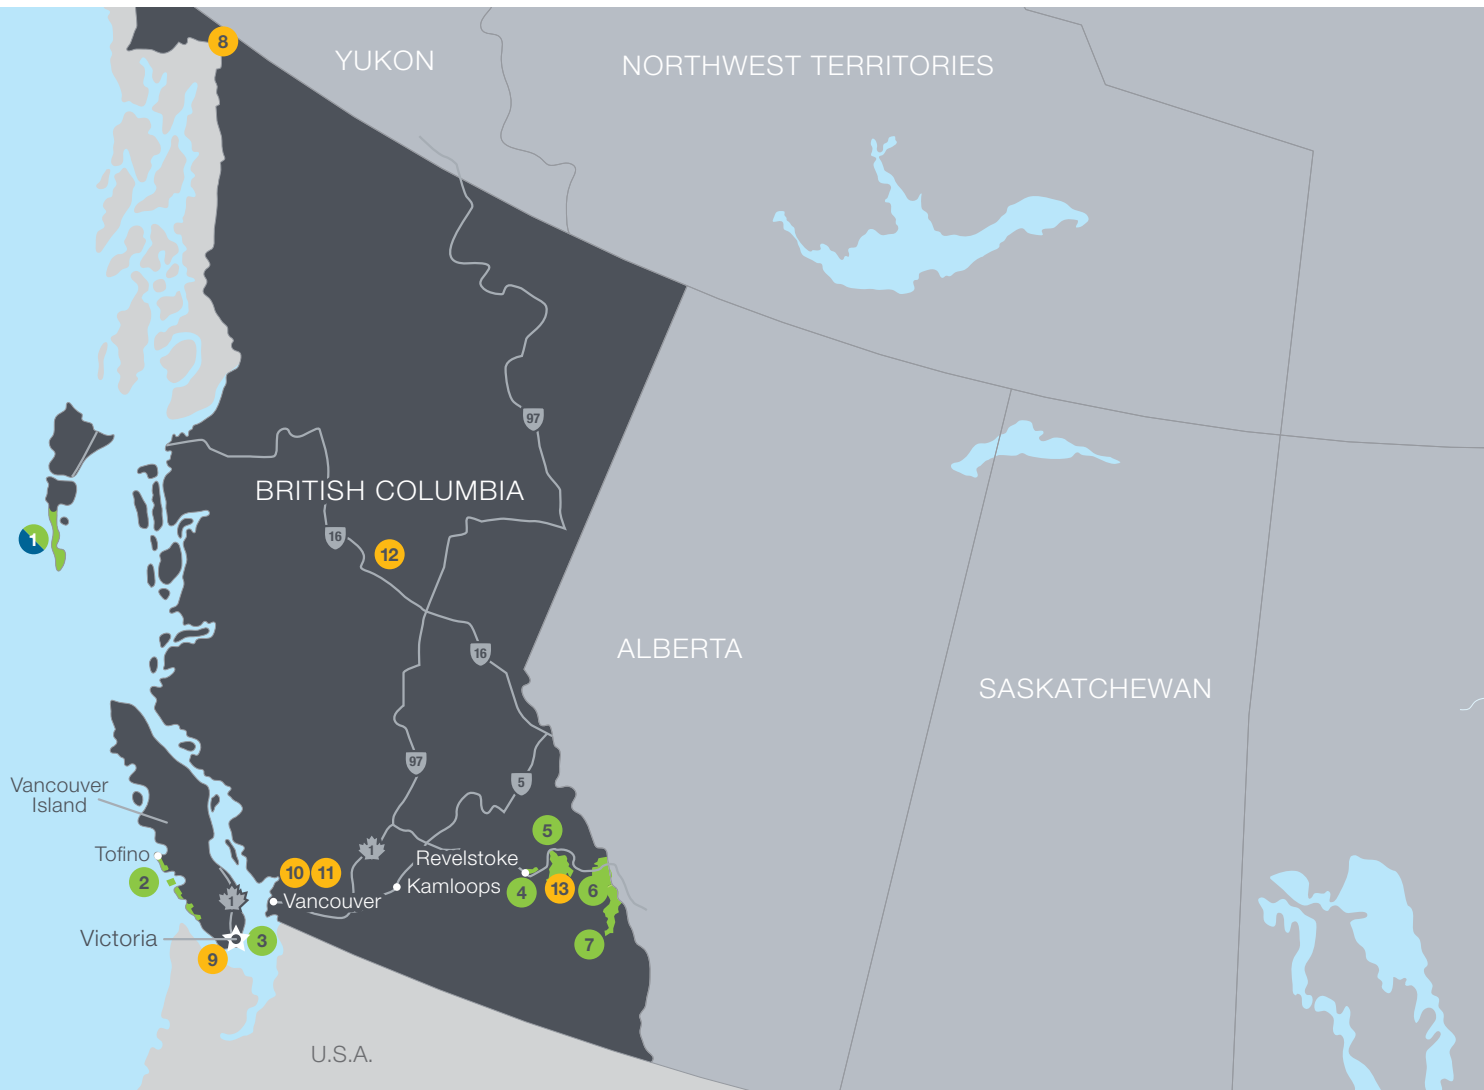 8
YUKON
NORTHWEST TERRITORIES
97
BRITISH COLUMBIA
16
1
12
16
ALBERTA
SASKATCHEWAN
97
5
Vancouver
Island
5
1
Tofino
Revelstoke
2
10
11
Kamloops
4
13
6
1
Vancouver
Victoria
3
7
9
U.S.A.